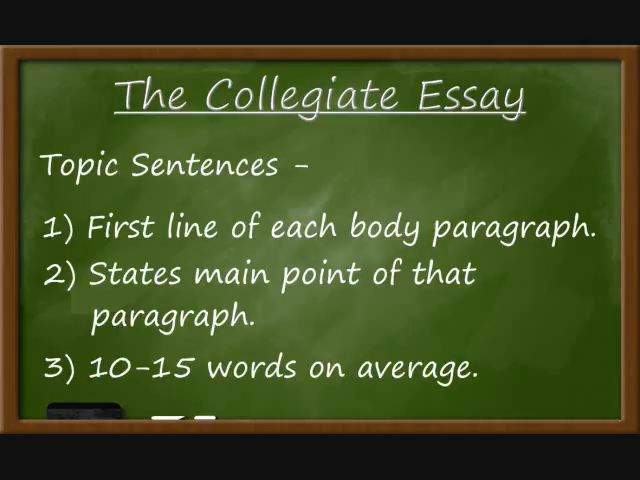 The Collegiate Essay
Topic Sentences -
1) First line of each body paragraph.
2) States main point of that
paragraph.
3) 10-15 words on average.